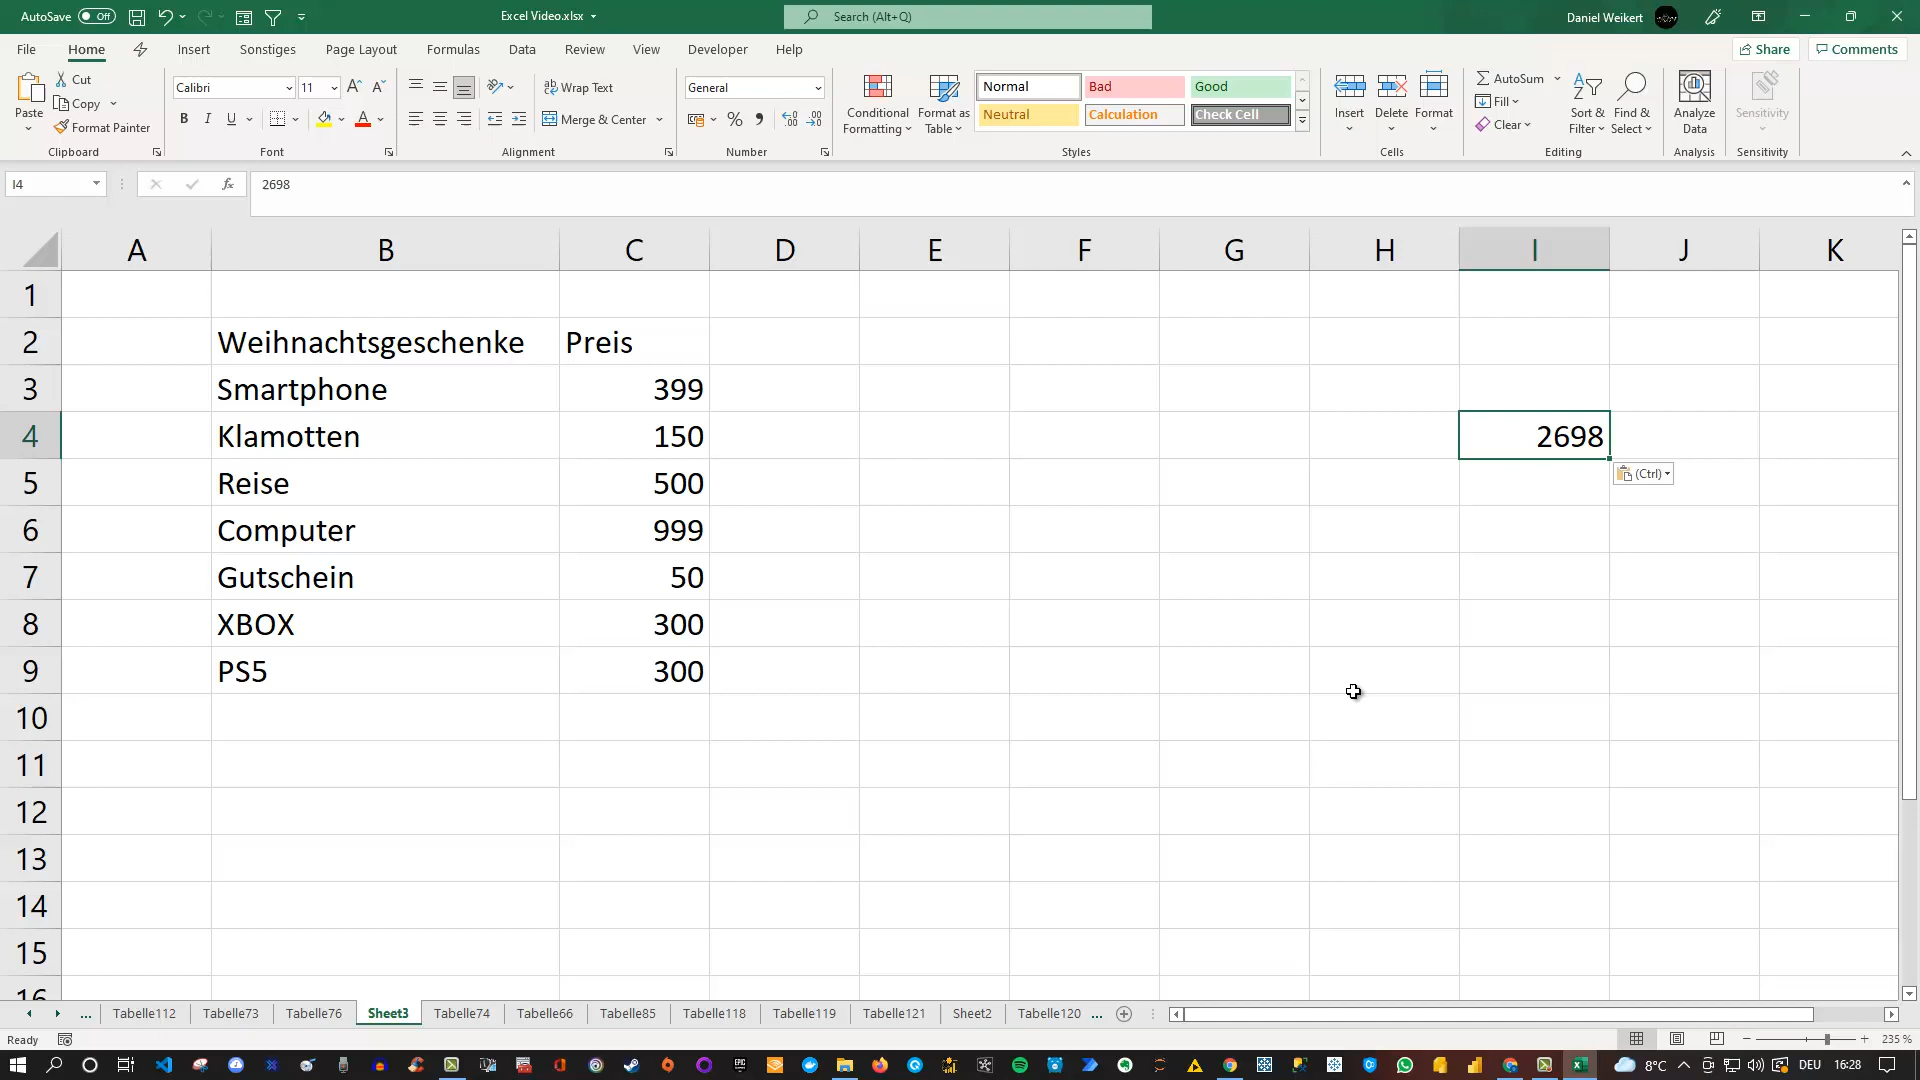 AutoSave Off Excel Video.xlsx Search (Alt+Q) Daniel Weikert
File Home Insert Sonstiges Page Layout Formulas Data Review View Developer Help Share Comments
Paste Cut Copy Format Painter
Clipboard
Calibri 11
B I U A
Font
Wrap Text
Merge & Center
Alignment
General
%
Number
Conditional Formatting
Format as Table
Normal Bad Good
Neutral Calculation Check Cell
Styles
Insert Delete Format
Cells
AutoSum
Fill
Clear
Sort & Filter
Find & Select
Editing
Analyze Data
Analysis
Sensitivity
Sensitivity
I4 fx 2698
A B C D E F G H I J K
1
2 Weihnachtsgeschenke Preis
3 Smartphone 399
4 Klamotten 150 2698
5 Reise 500
(Ctrl)
6 Computer 999
7 Gutschein 50
8 XBOX 300
9 PS5 300
10
11
12
13
14
15
16
... Tabelle112 Tabelle73 Tabelle76 Sheet3 Tabelle74 Tabelle66 Tabelle85 Tabelle118 Tabelle119 Tabelle121 Sheet2 Tabelle120 ...
Ready 235 %
8°C DEU 16:28